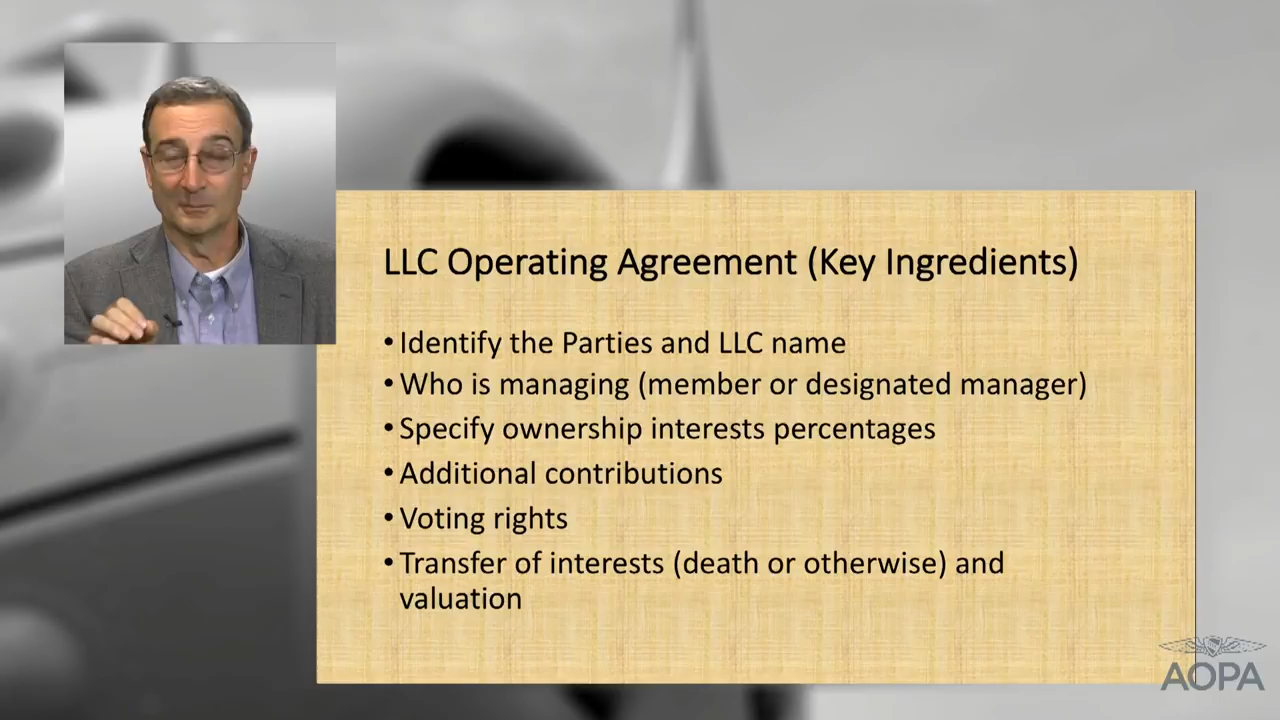 LLC Operating Agreement (Key Ingredients)
• Identify the Parties and LLC name
• Who is managing (member or designated manager)
• Specify ownership interests percentages
• Additional contributions
• Voting rights
• Transfer of interests (death or otherwise) and
valuation
AOPA